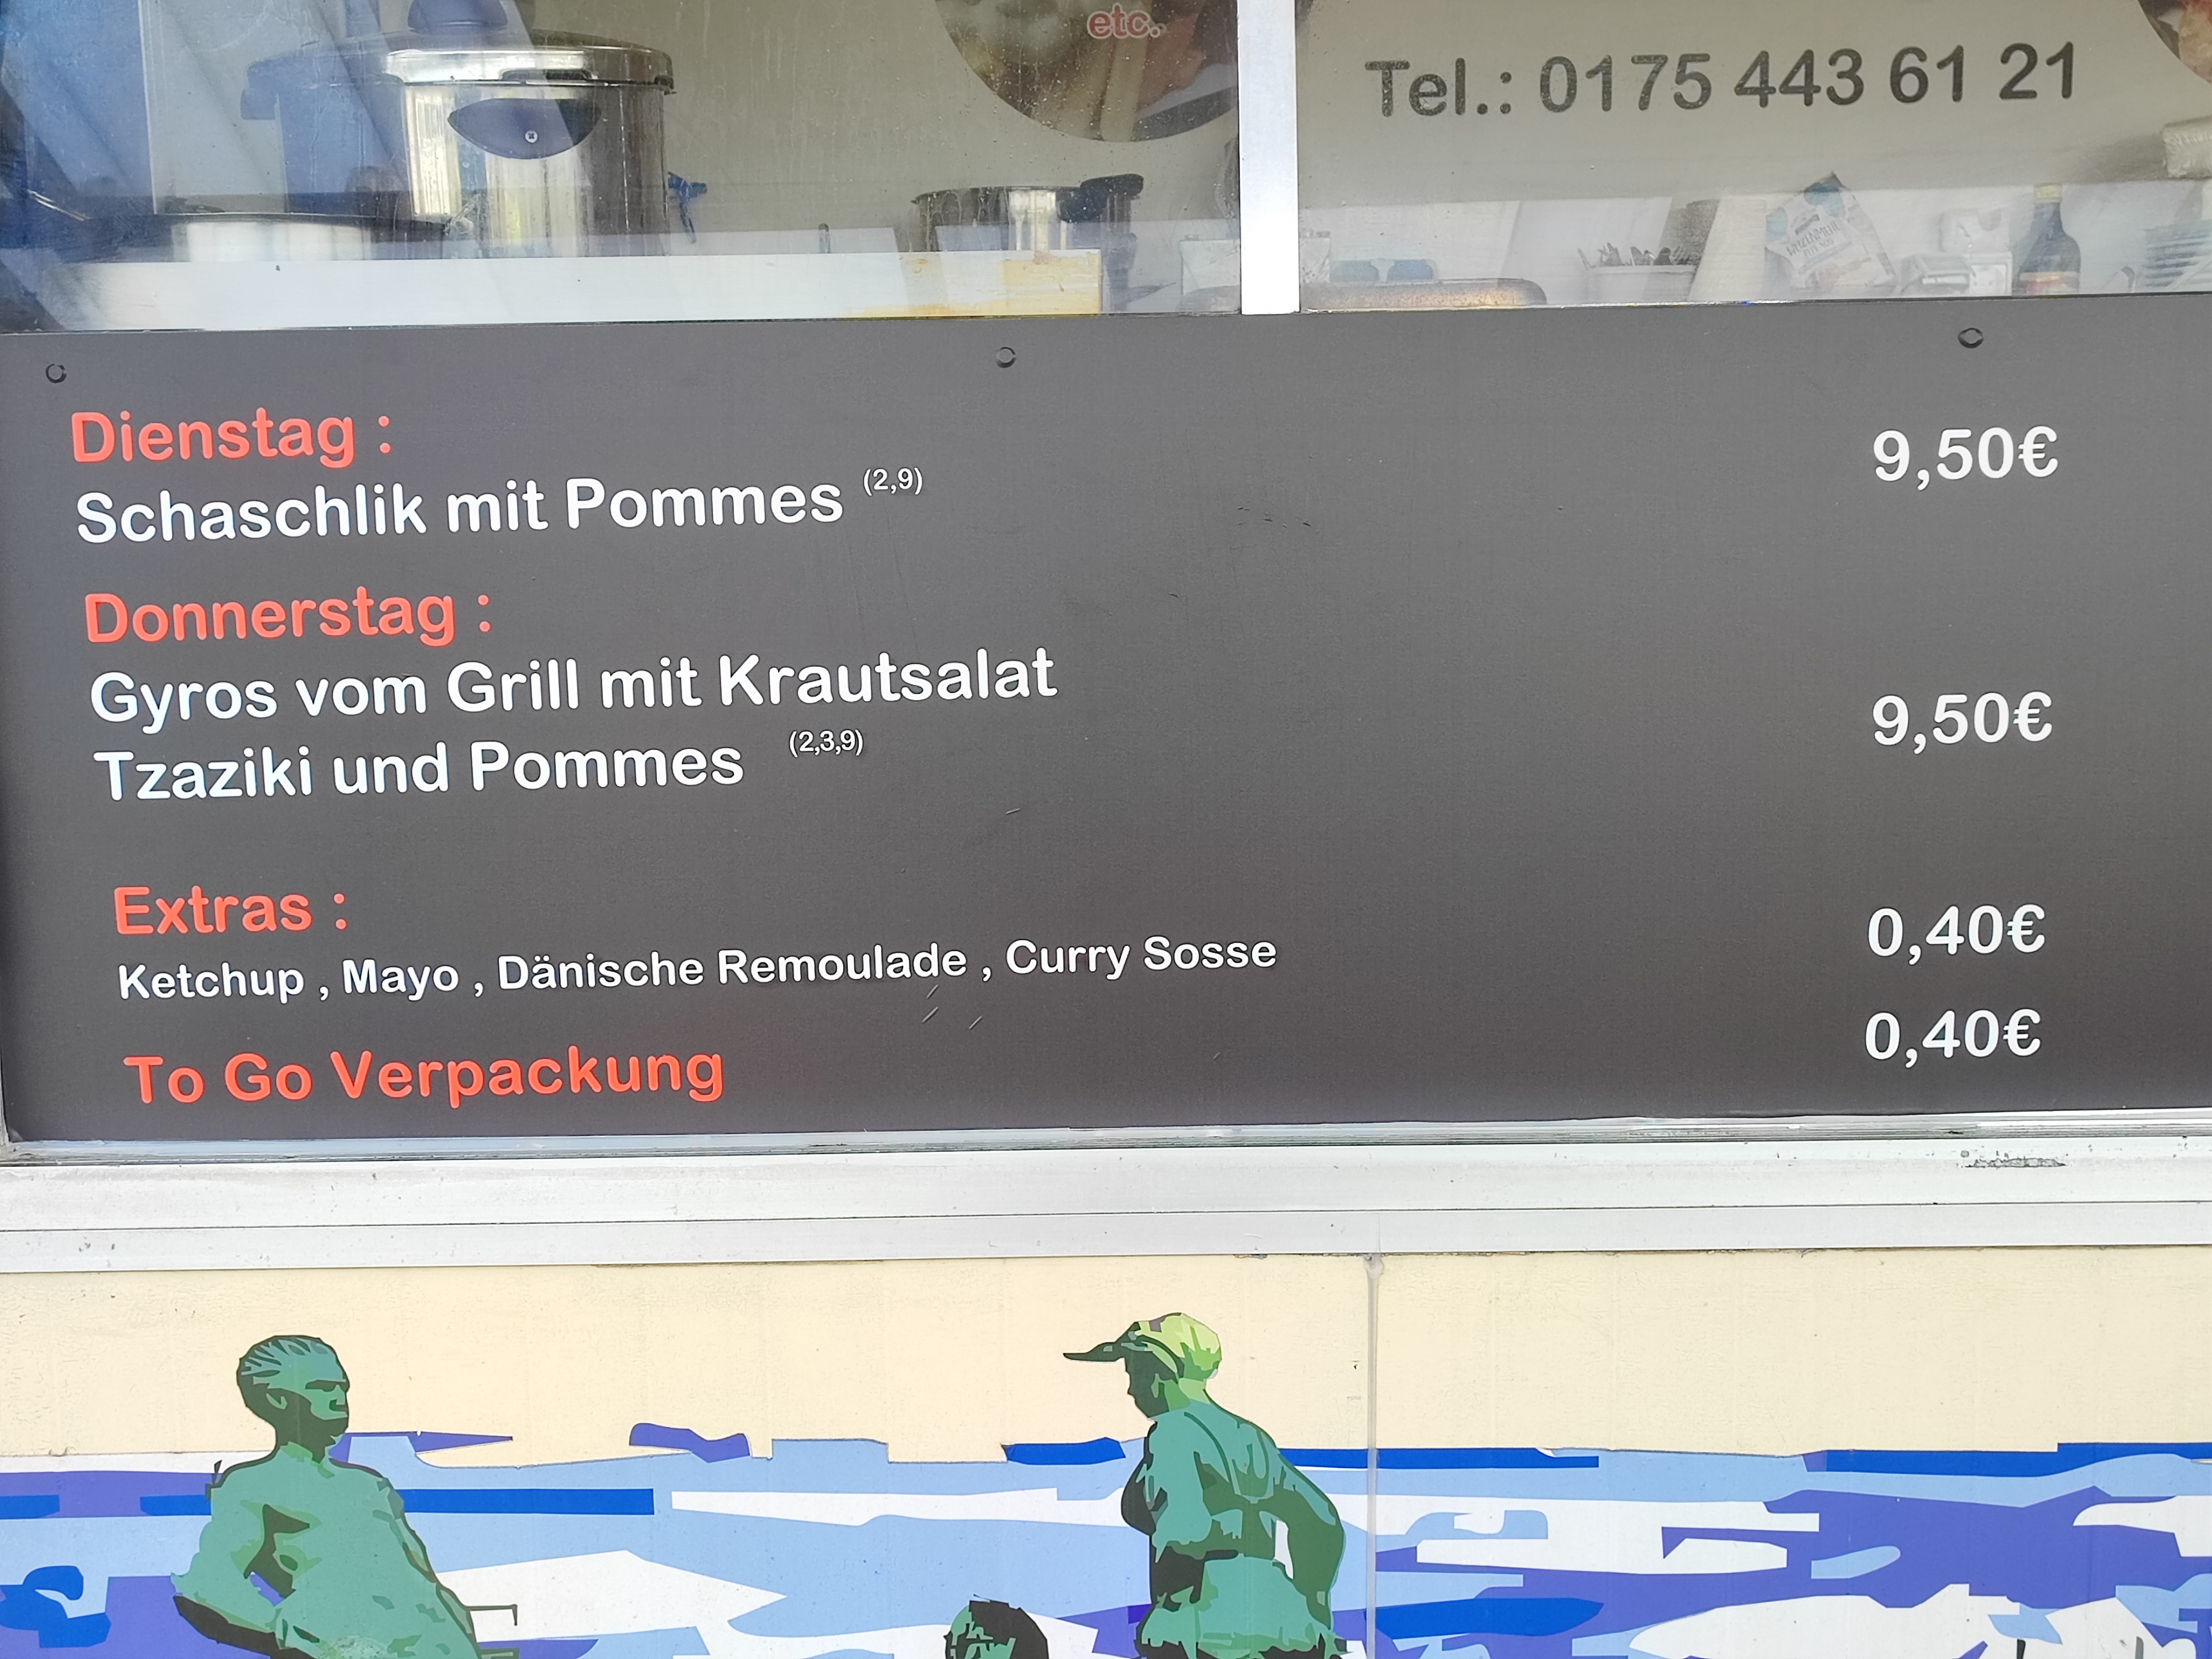 etc.
Tel.: 0175 443 61 21
Dienstag :
9,50€
Schaschlik mit Pommes (2,9)
Donnerstag :
Gyros vom Grill mit Krautsalat
9,50€
Tzaziki und Pommes (2,3,9)
Extras :
0,40€
Ketchup , Mayo , Dänische Remoulade , Curry Sosse
To Go Verpackung
0,40€